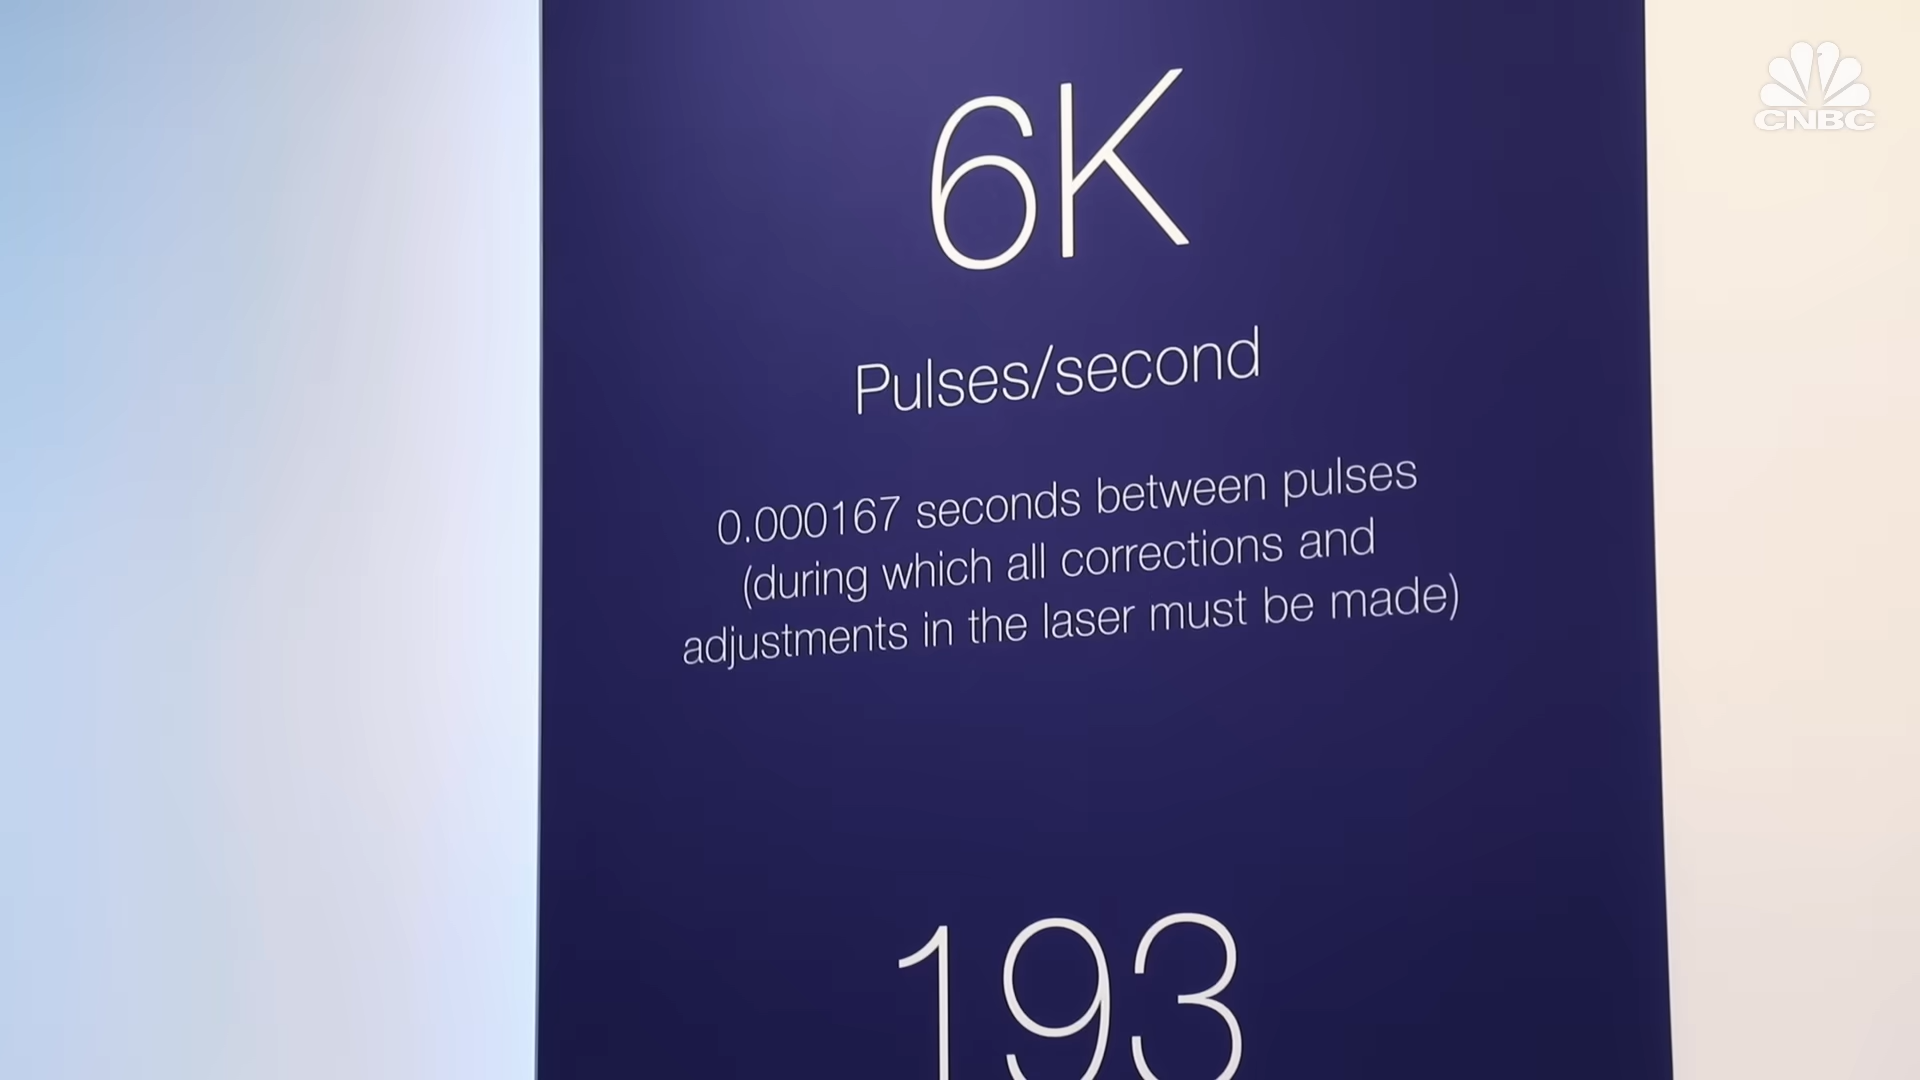 CNBC
6K
Pulses/second
0.000167 seconds between pulses
(during which all corrections and
adjustments in the laser must be made)
193